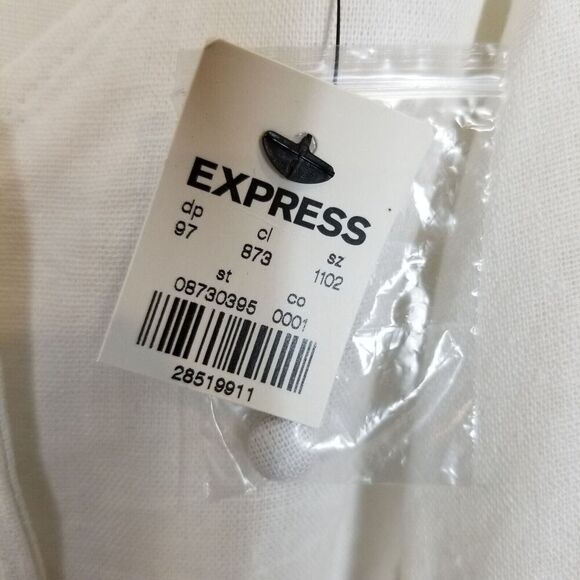 EXPRESS
dp cl sz
97 873 1102
st co
08730395 0001
28519911